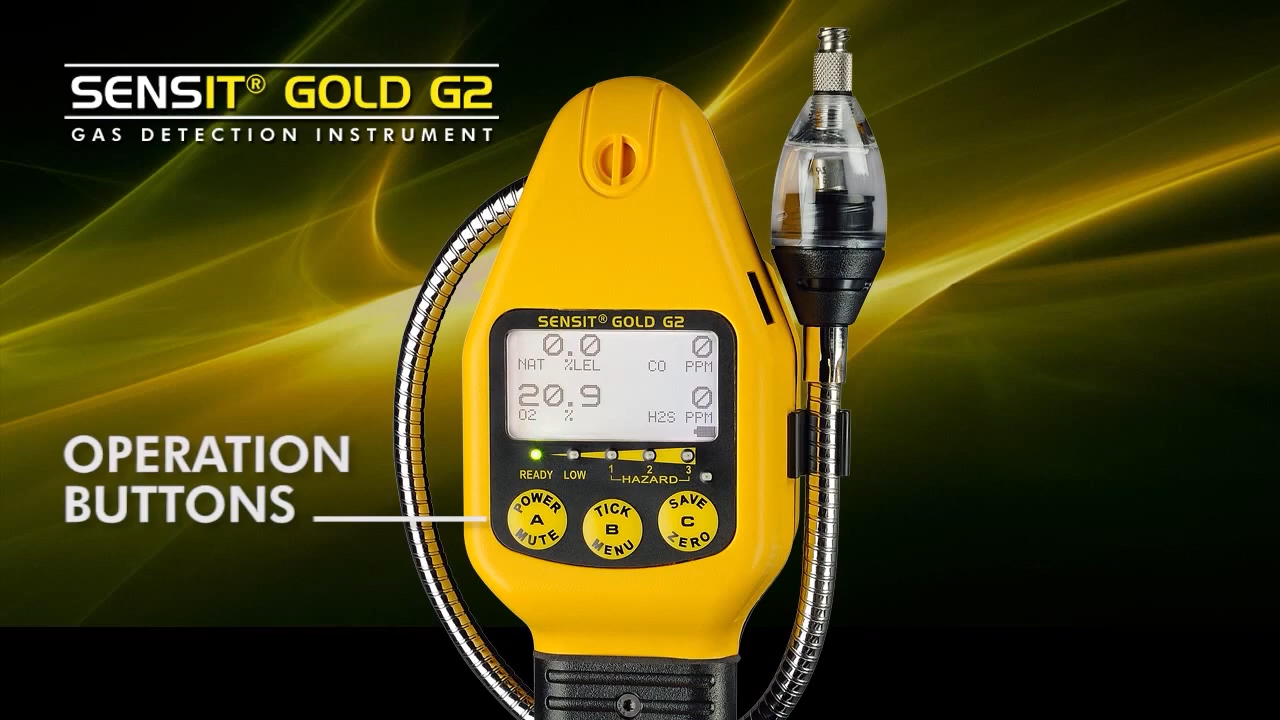 SENSIT® GOLD G2
GAS DETECTION INSTRUMENT
SENSIT® GOLD G2
0.0 0
NAT %LEL CO PPM
20.9 0
O2 % H2S PPM
OPERATION
BUTTONS
READY LOW 1 2 3
HAZARD
POWER A MUTE
TICK B MENU
SAVE C ZERO